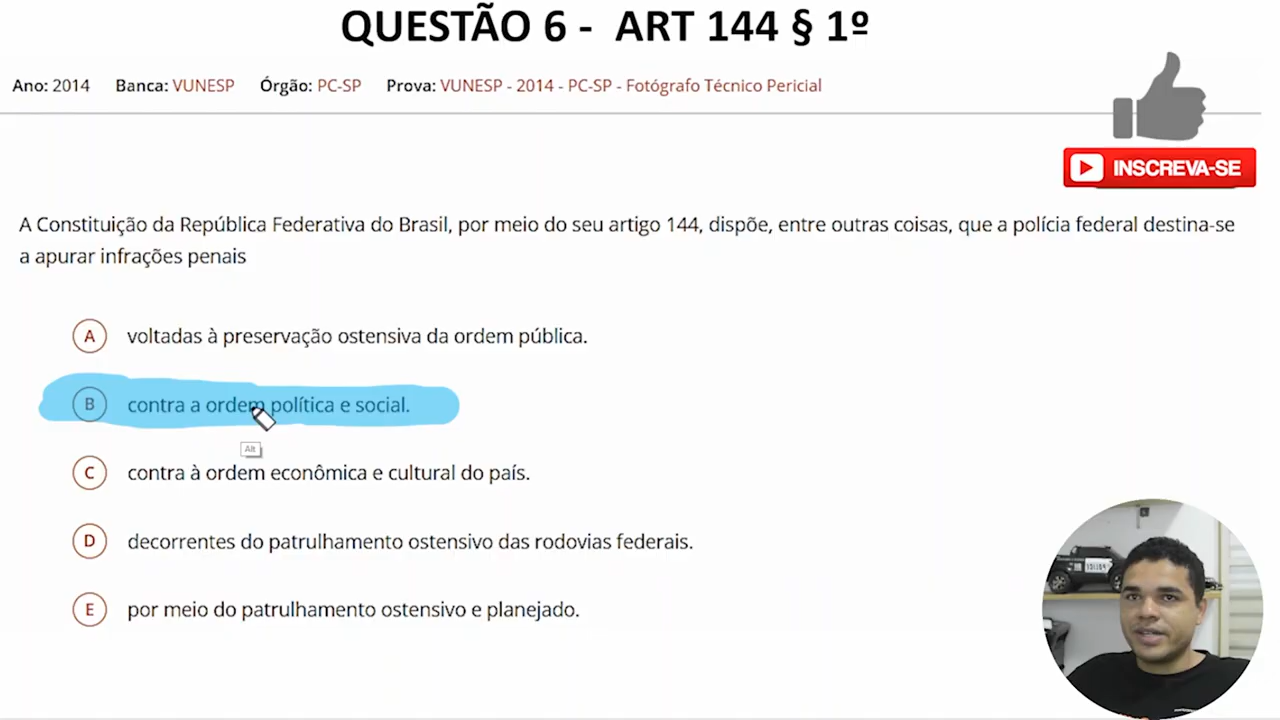 QUESTÃO 6 - ART 144 § 1º
Ano: 2014 Banca: VUNESP Órgão: PC-SP Prova: VUNESP - 2014 - PC-SP - Fotógrafo Técnico Pericial
INSCREVA-SE
A Constituição da República Federativa do Brasil, por meio do seu artigo 144, dispõe, entre outras coisas, que a polícia federal destina-se
a apurar infrações penais
A voltadas à preservação ostensiva da ordem pública.
B contra a ordem política e social.
Alt
C contra à ordem econômica e cultural do país.
D decorrentes do patrulhamento ostensivo das rodovias federais.
E por meio do patrulhamento ostensivo e planejado.